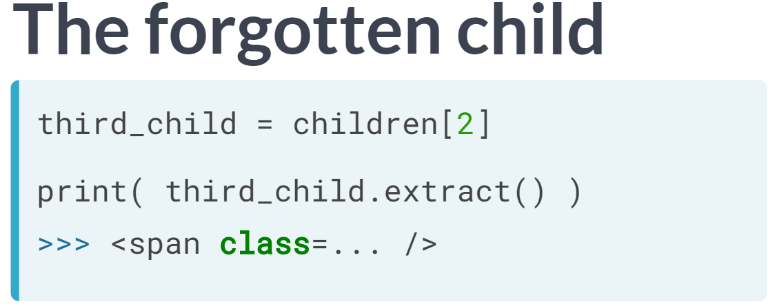 The forgotten child
third_child = children[2]
print( third_child.extract() )
>>> <span class=... />